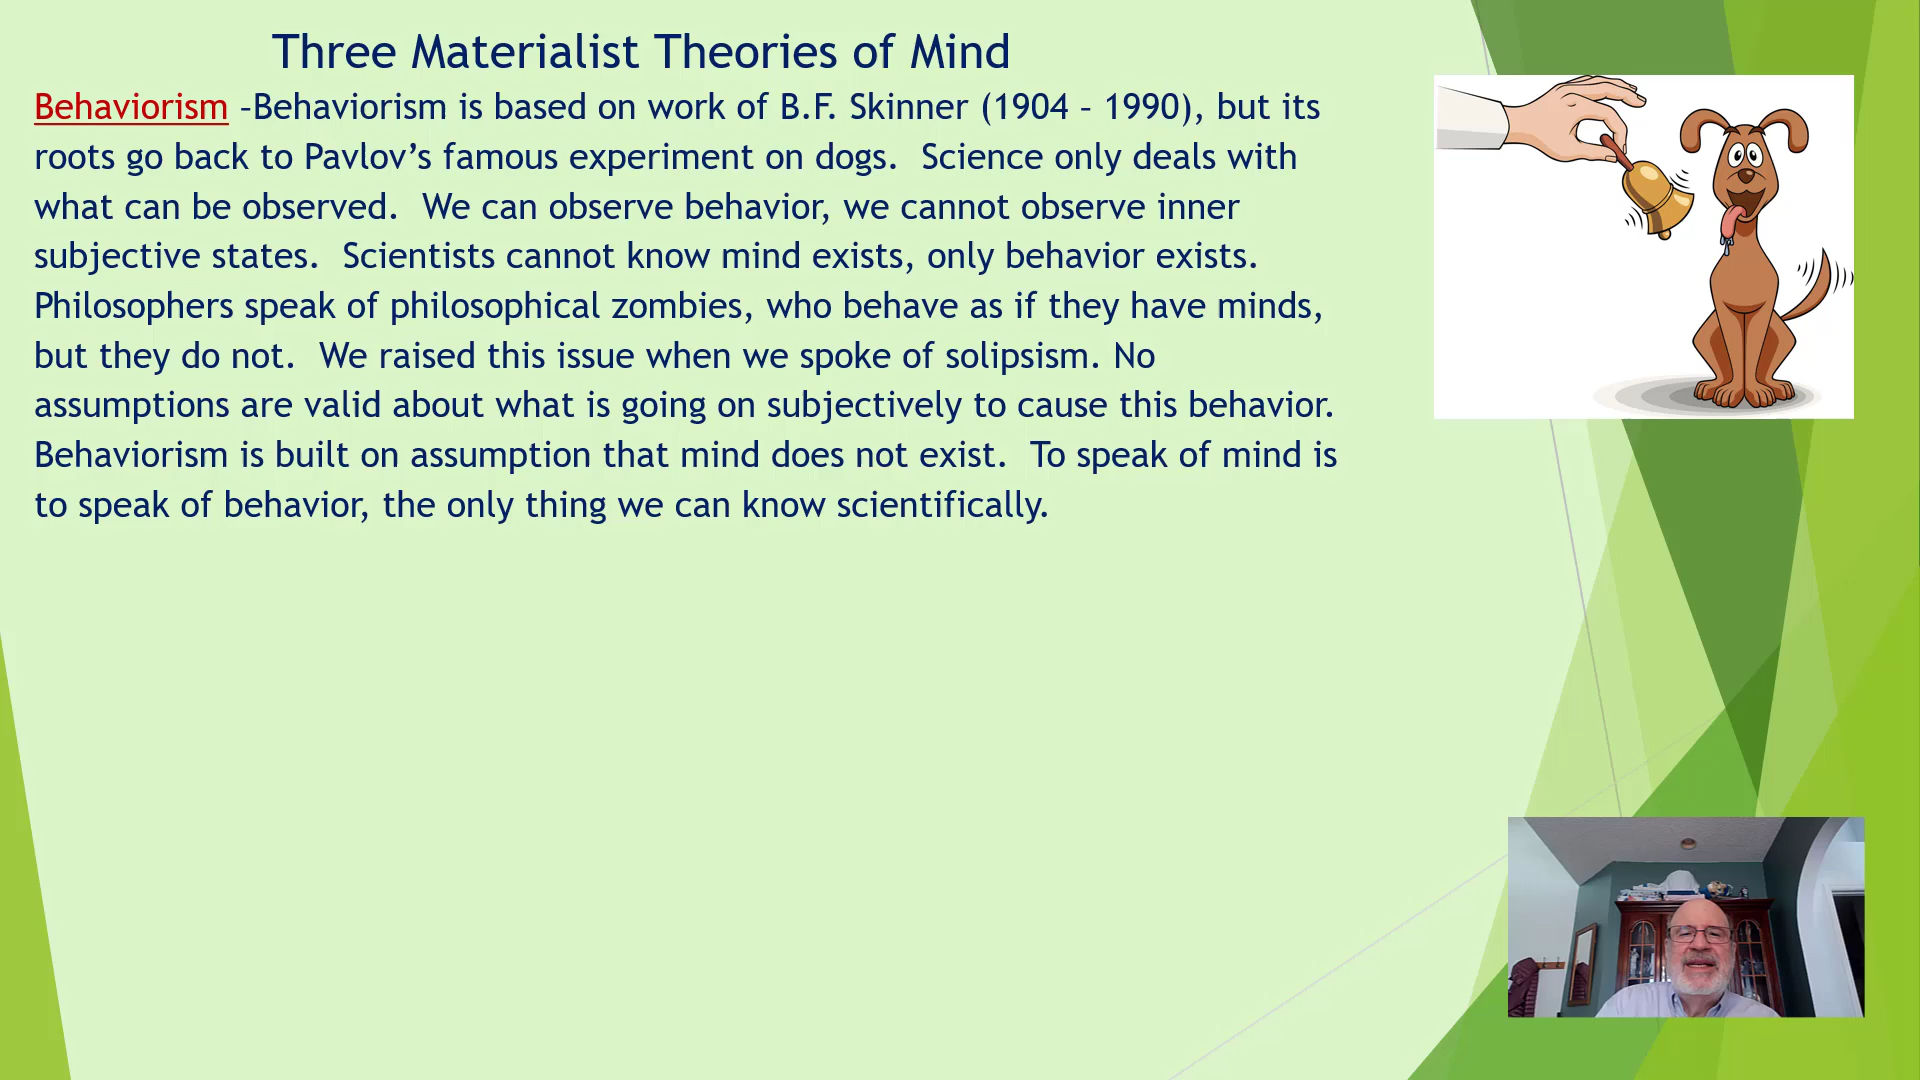 Three Materialist Theories of Mind
Behaviorism –Behaviorism is based on work of B.F. Skinner (1904 – 1990), but its
roots go back to Pavlov’s famous experiment on dogs.  Science only deals with
what can be observed.  We can observe behavior, we cannot observe inner
subjective states.  Scientists cannot know mind exists, only behavior exists.
Philosophers speak of philosophical zombies, who behave as if they have minds,
but they do not.  We raised this issue when we spoke of solipsism. No
assumptions are valid about what is going on subjectively to cause this behavior.
Behaviorism is built on assumption that mind does not exist.  To speak of mind is
to speak of behavior, the only thing we can know scientifically.